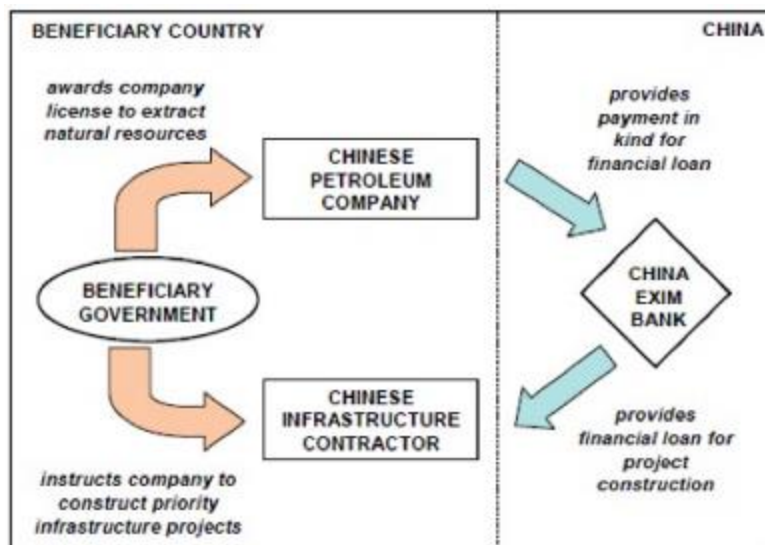 BENEFICIARY COUNTRY
CHINA
awards company
license to extract
natural resources
provides
payment in
kind for
financial loan
CHINESE
PETROLEUM
COMPANY
BENEFICIARY
GOVERNMENT
CHINA
EXIM
BANK
CHINESE
INFRASTRUCTURE
CONTRACTOR
instructs company to
construct priority
infrastructure projects
provides
financial loan for
project
construction